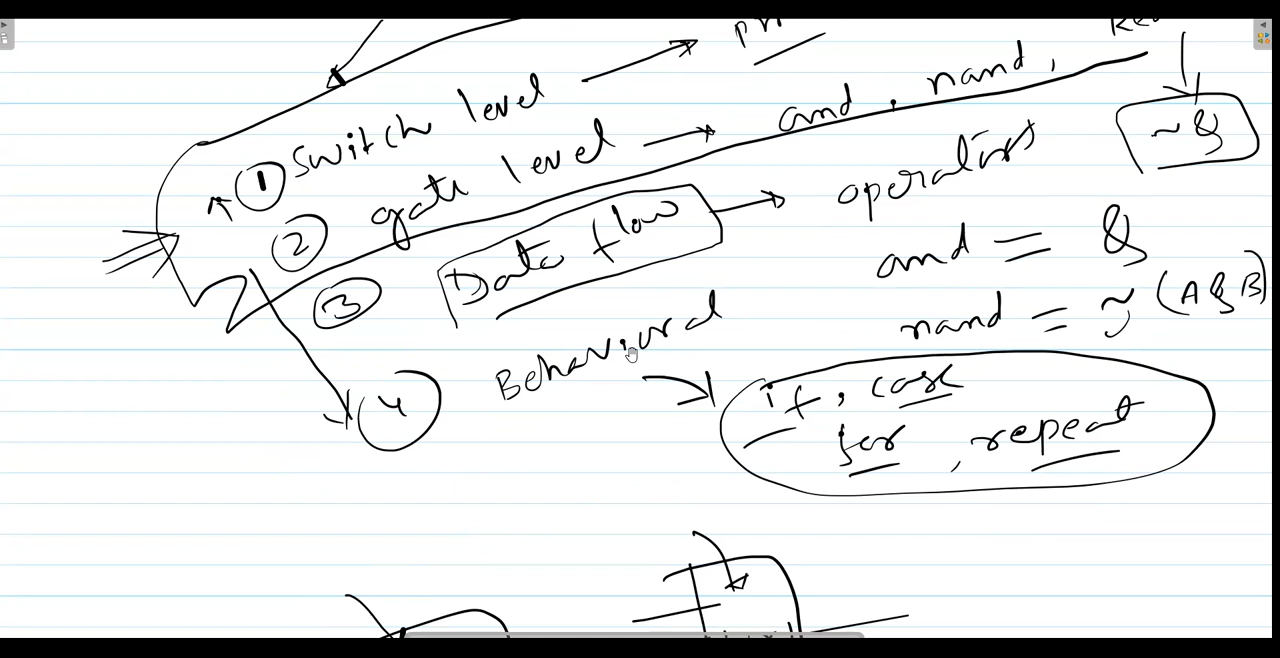 ① Switch level →
② gate level → and, nand,
~&
③ Data flow → operators
and = &
nand = ~(A & B)
④ Behavioural
if, case
for, repeat